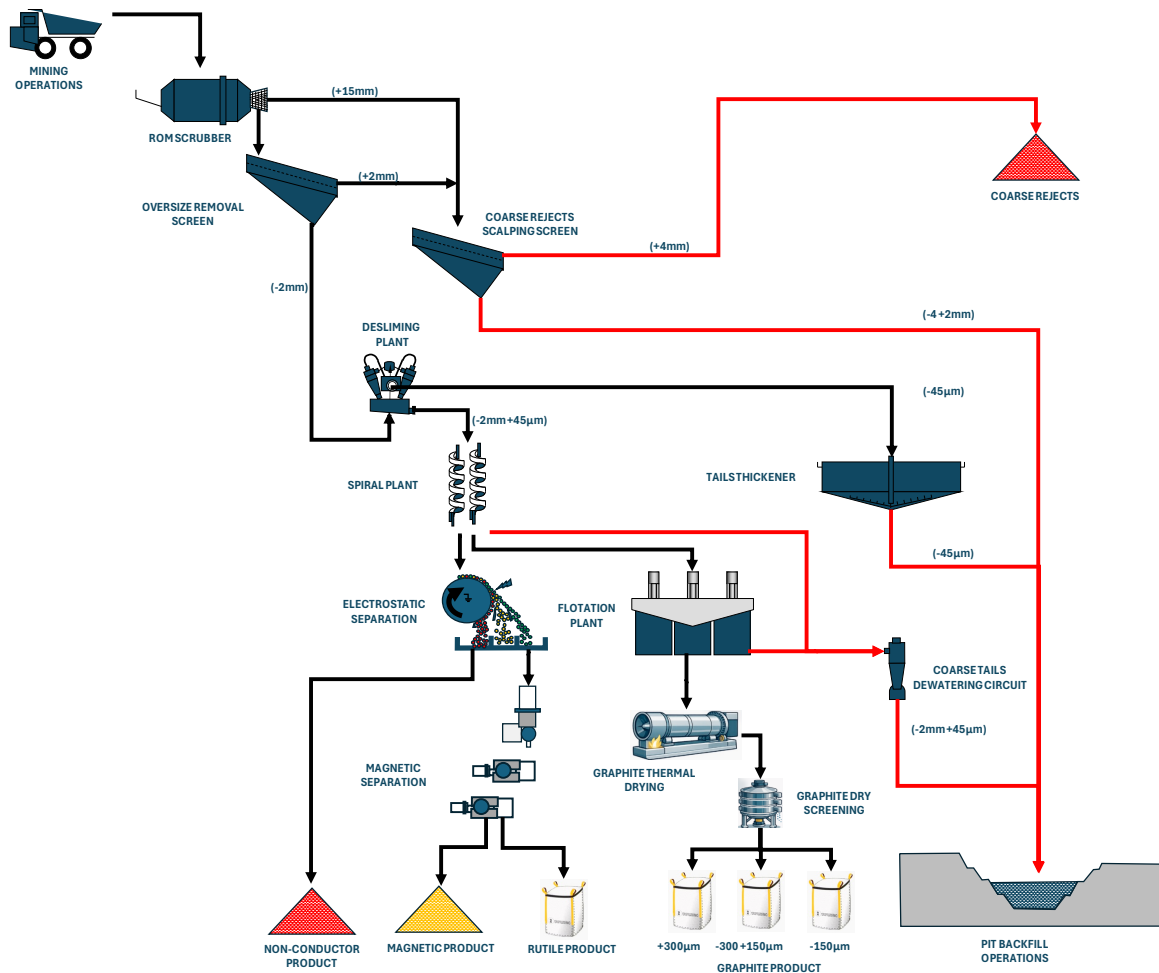 MINING
OPERATIONS
(+15mm)
ROM SCRUBBER
(+2mm)
COARSE REJECTS
OVERSIZE REMOVAL
SCREEN
COARSE REJECTS
SCALPING SCREEN
(+4mm)
(-2mm)
(-4 +2mm)
DESLIMING
PLANT
(-45µm)
(-2mm +45µm)
SPIRAL PLANT
TAILS THICKENER
(-45µm)
ELECTROSTATIC
SEPARATION
FLOTATION
PLANT
COARSE TAILS
DEWATERING CIRCUIT
(-2mm +45µm)
MAGNETIC
SEPARATION
GRAPHITE THERMAL
DRYING
GRAPHITE DRY
SCREENING
NON-CONDUCTOR
PRODUCT
MAGNETIC PRODUCT
RUTILE PRODUCT
+300µm
-300 +150µm
-150µm
GRAPHITE PRODUCT
PIT BACKFILL
OPERATIONS